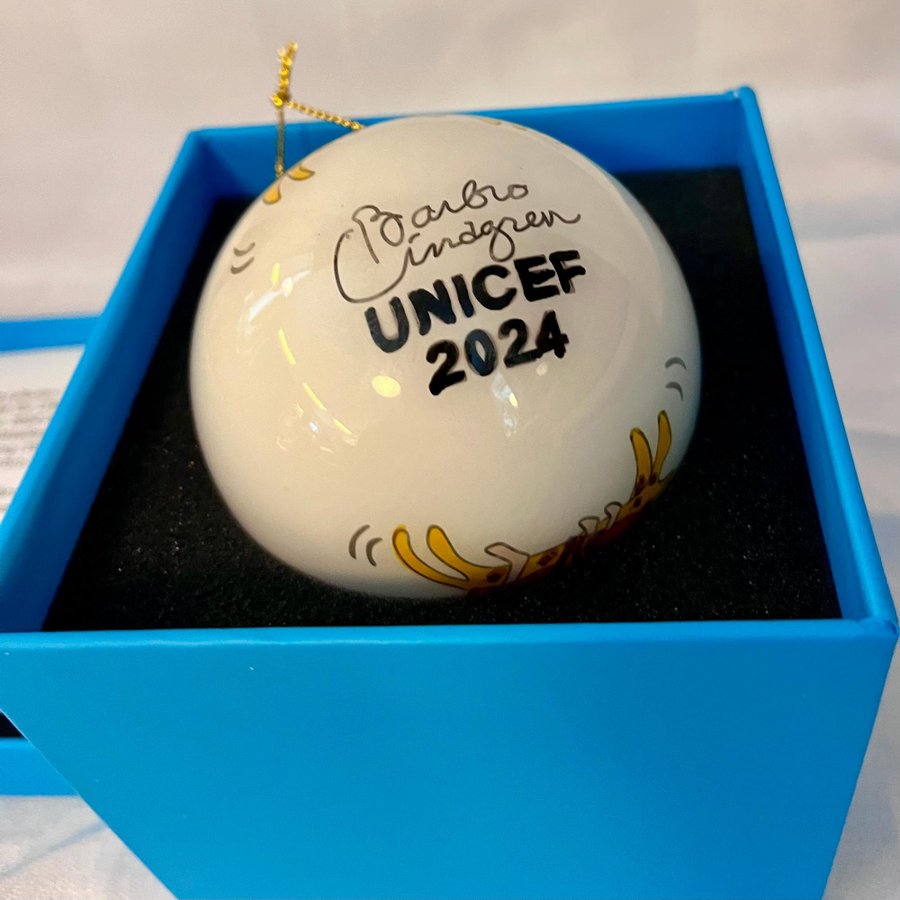 Barbro
Lindgren
UNICEF
2024